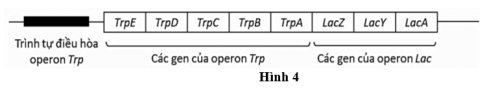 TrpE TrpD TrpC TrpB TrpA LacZ LacY LacA
Trình tự điều hòa
operon Trp
Các gen của operon Trp
Các gen của operon Lac
Hình 4